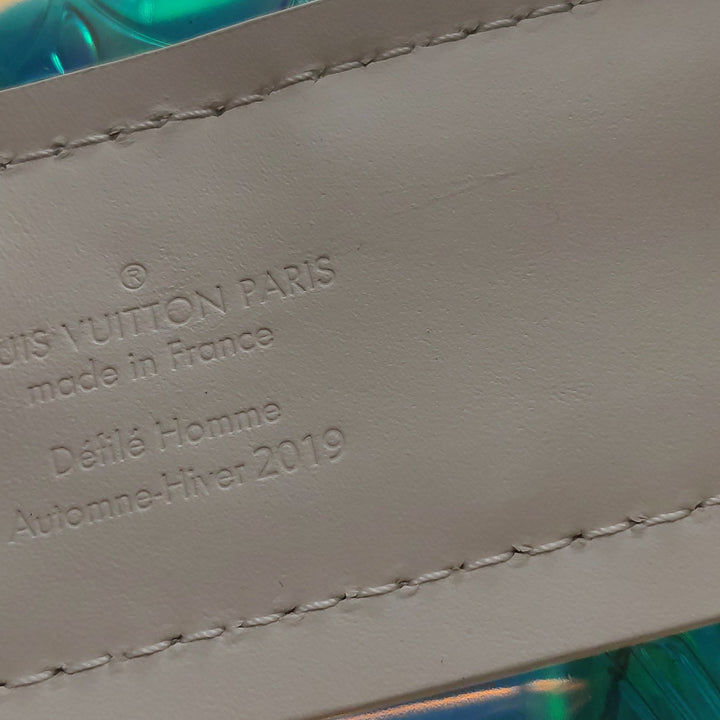 ®
UIS VUITTON PARIS
made in France
Défilé Homme
Automne-Hiver 2019